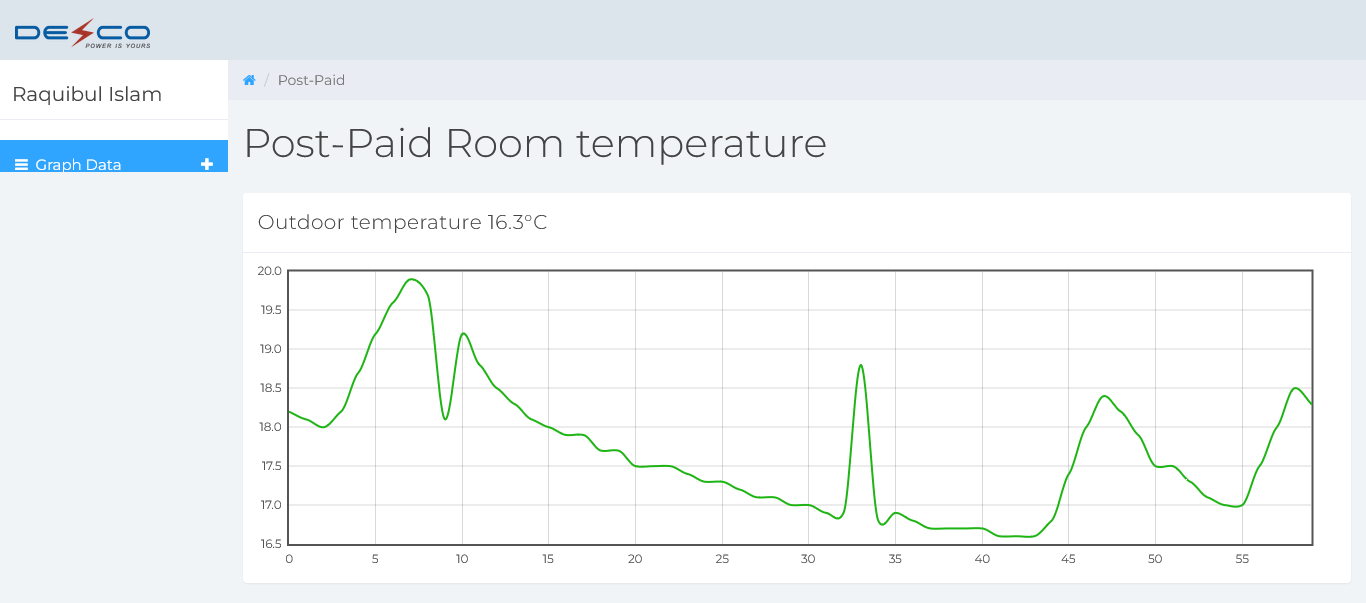 DESCO
POWER IS YOURS
Raquibul Islam
/ Post-Paid
Graph Data
Post-Paid Room temperature
Outdoor temperature 16.3°C
20.0
19.5
19.0
18.5
18.0
17.5
17.0
16.5
0 5 10 15 20 25 30 35 40 45 50 55